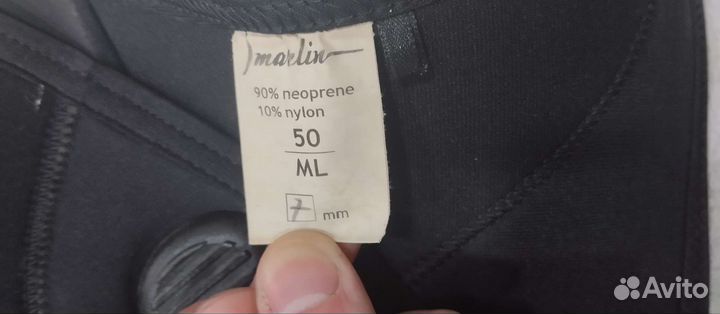 marlin
90% neoprene
10% nylon
50
ML
7 mm
Avito